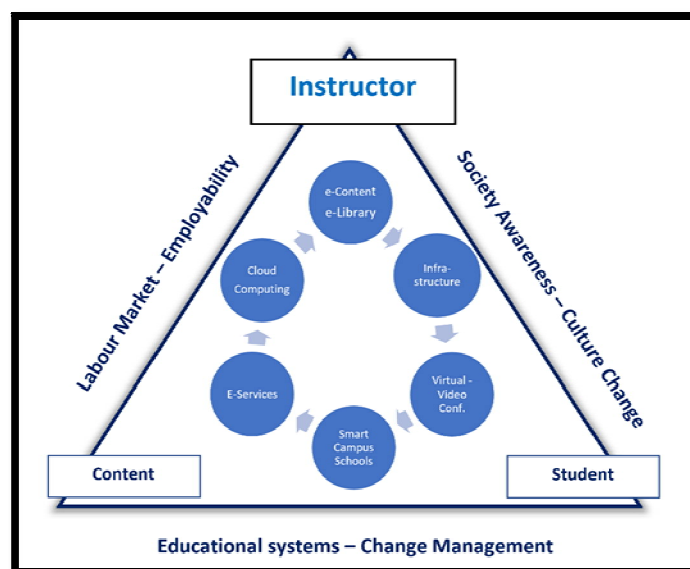 Instructor
Labour Market – Employability
Society Awareness – Culture Change
e-Content
e-Library
Infra-
structure
Virtual -
Video
Conf.
Smart
Campus
Schools
E-Services
Cloud
Computing
Content
Student
Educational systems – Change Management